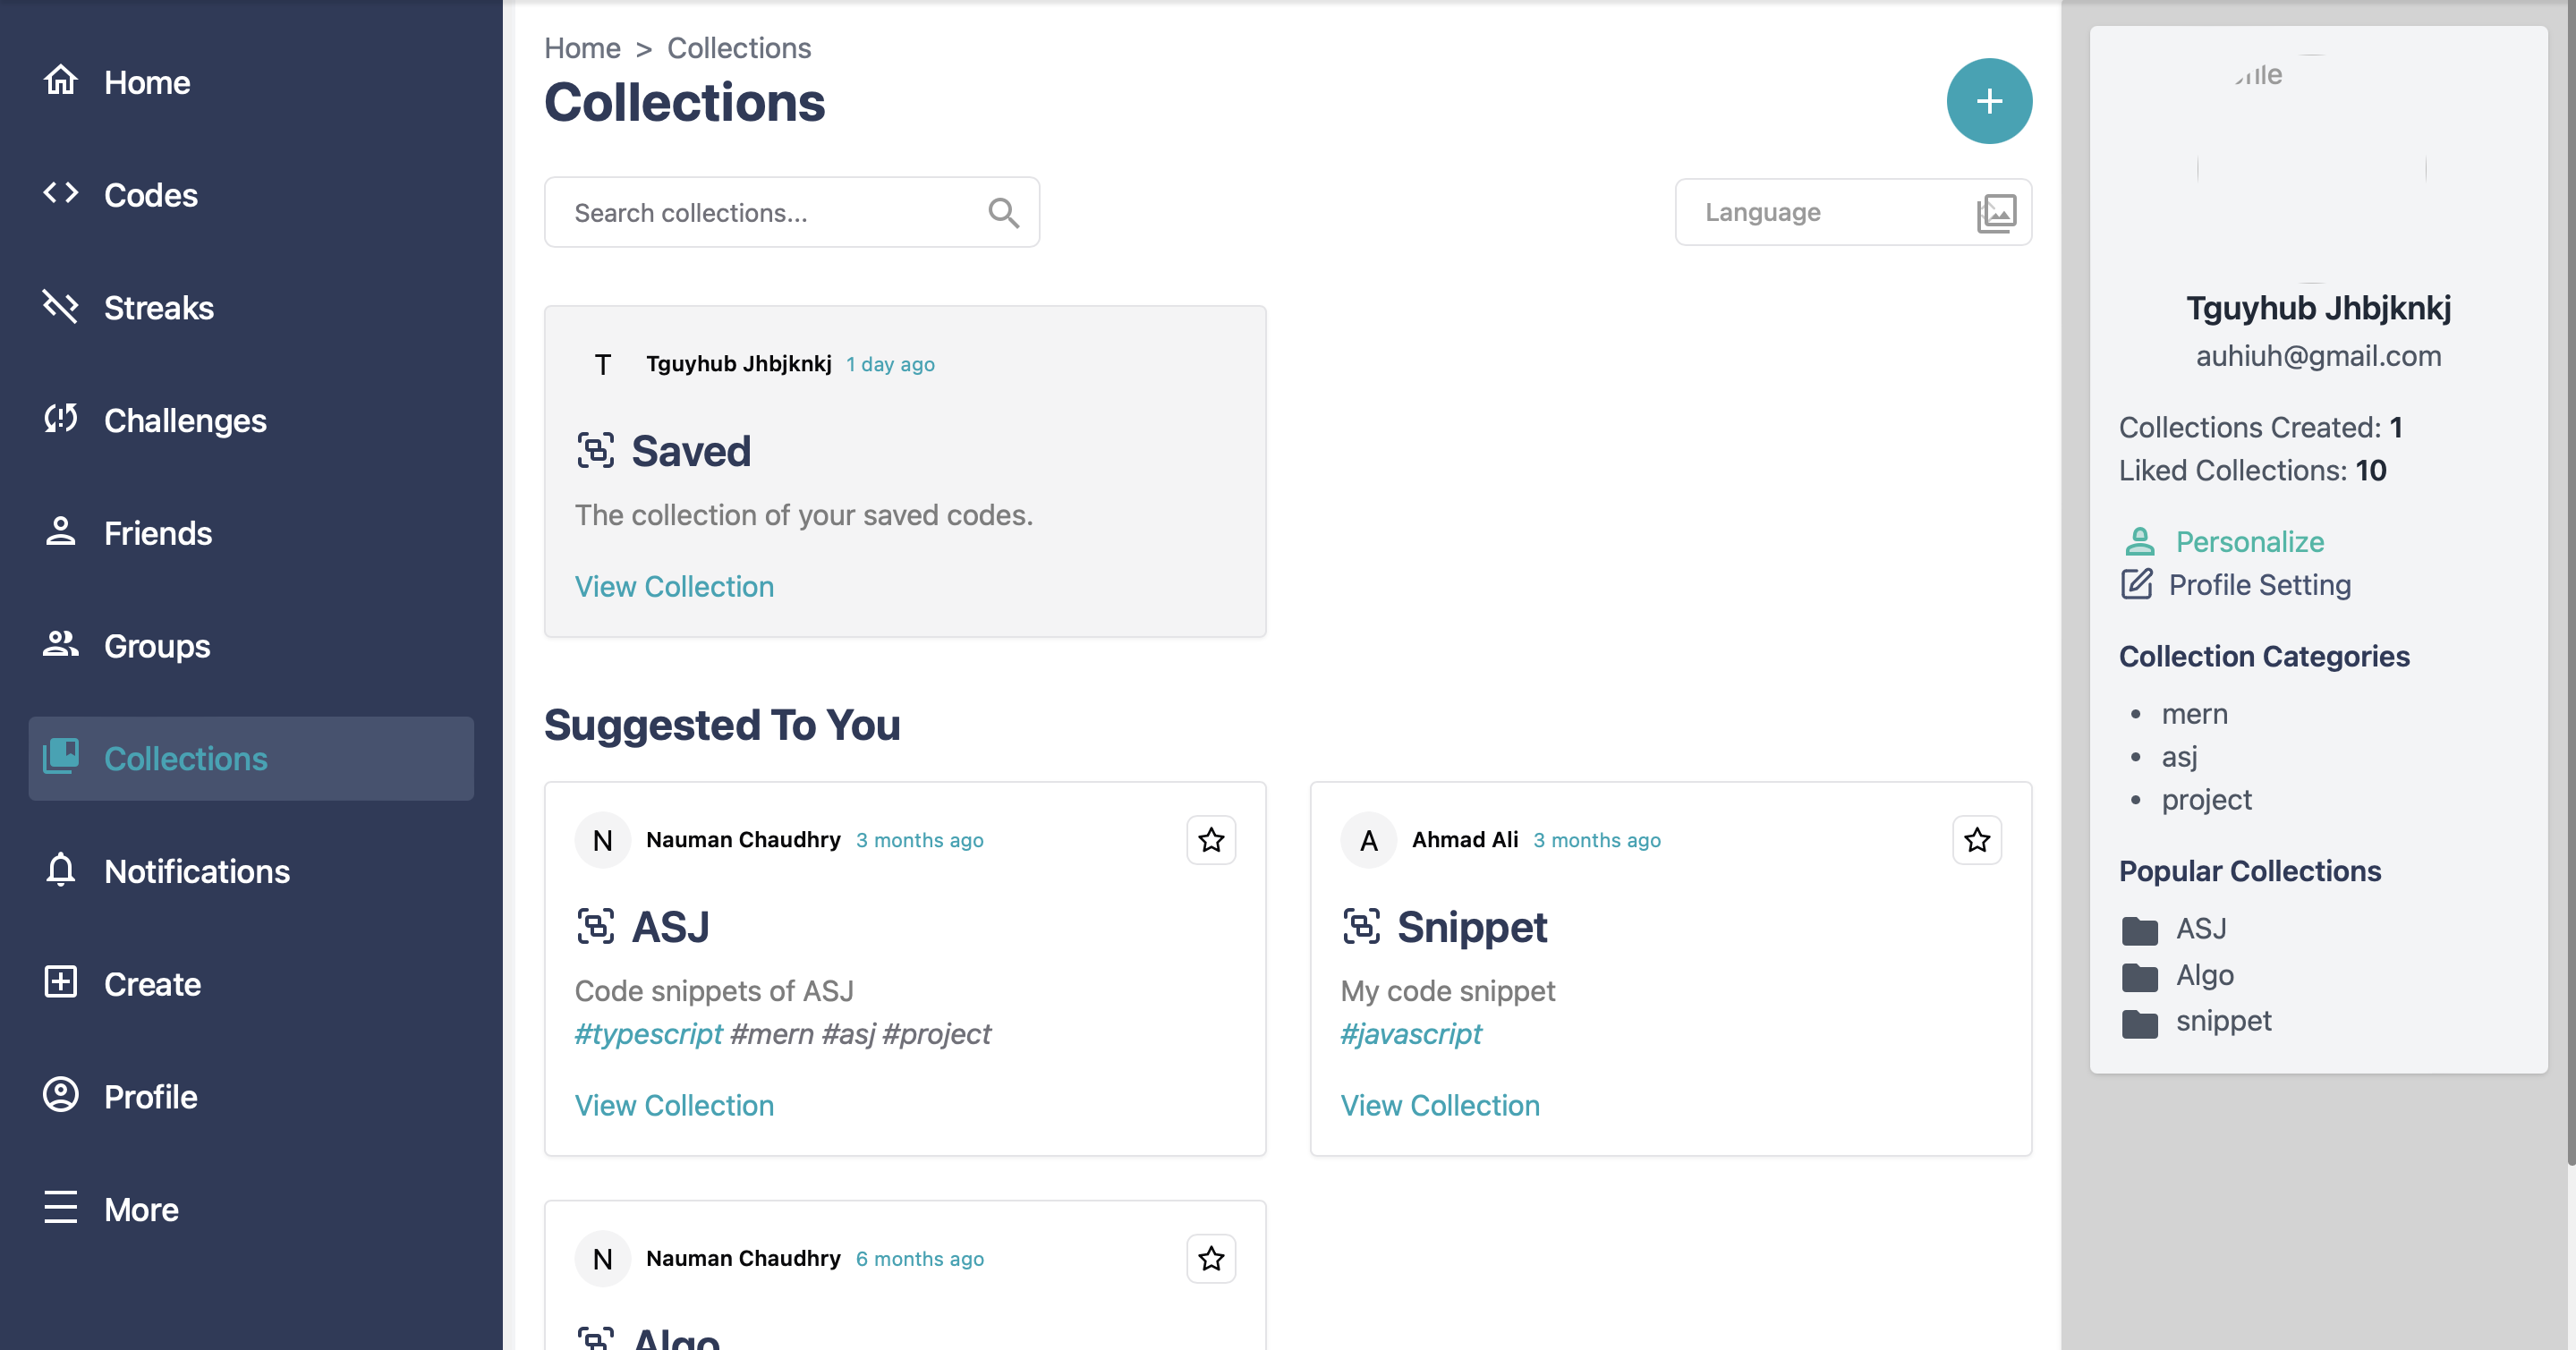 Home
Codes
Streaks
Challenges
Friends
Groups
Collections
Notifications
Create
Profile
More
Home > Collections
Collections
+
Search collections...
Language
T Tguyhub Jhbjknkj 1 day ago
Saved
The collection of your saved codes.
View Collection
Suggested To You
N Nauman Chaudhry 3 months ago
ASJ
Code snippets of ASJ
#typescript #mern #asj #project
View Collection
A Ahmad Ali 3 months ago
Snippet
My code snippet
#javascript
View Collection
N Nauman Chaudhry 6 months ago
Algo
Tguyhub Jhbjknkj
auhiuh@gmail.com
Collections Created: 1
Liked Collections: 10
Personalize
Profile Setting
Collection Categories
• mern
• asj
• project
Popular Collections
ASJ
Algo
snippet